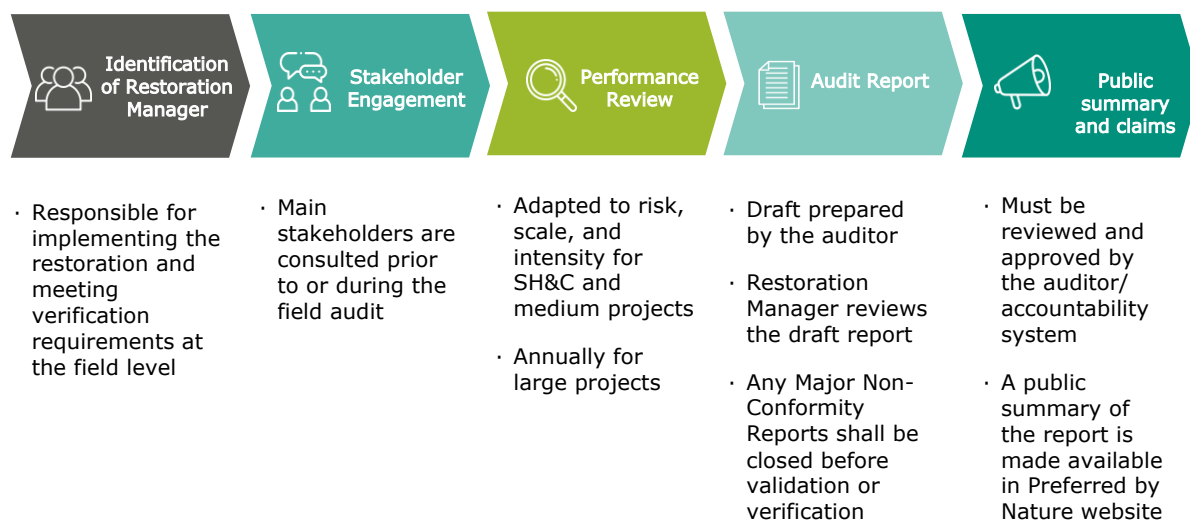 Identification
of Restoration
Manager
Stakeholder
Engagement
Performance
Review
Audit Report
Public
summary
and claims
· Responsible for
implementing the
restoration and
meeting
verification
requirements at
the field level
· Main
stakeholders are
consulted prior
to or during the
field audit
· Adapted to risk,
scale, and
intensity for
SH&C and
medium projects
· Annually for
large projects
· Draft prepared
by the auditor
· Restoration
Manager reviews
the draft report
· Any Major Non-
Conformity
Reports shall be
closed before
validation or
verification
· Must be
reviewed and
approved by
the auditor/
accountability
system
· A public
summary of
the report is
made available
in Preferred by
Nature website